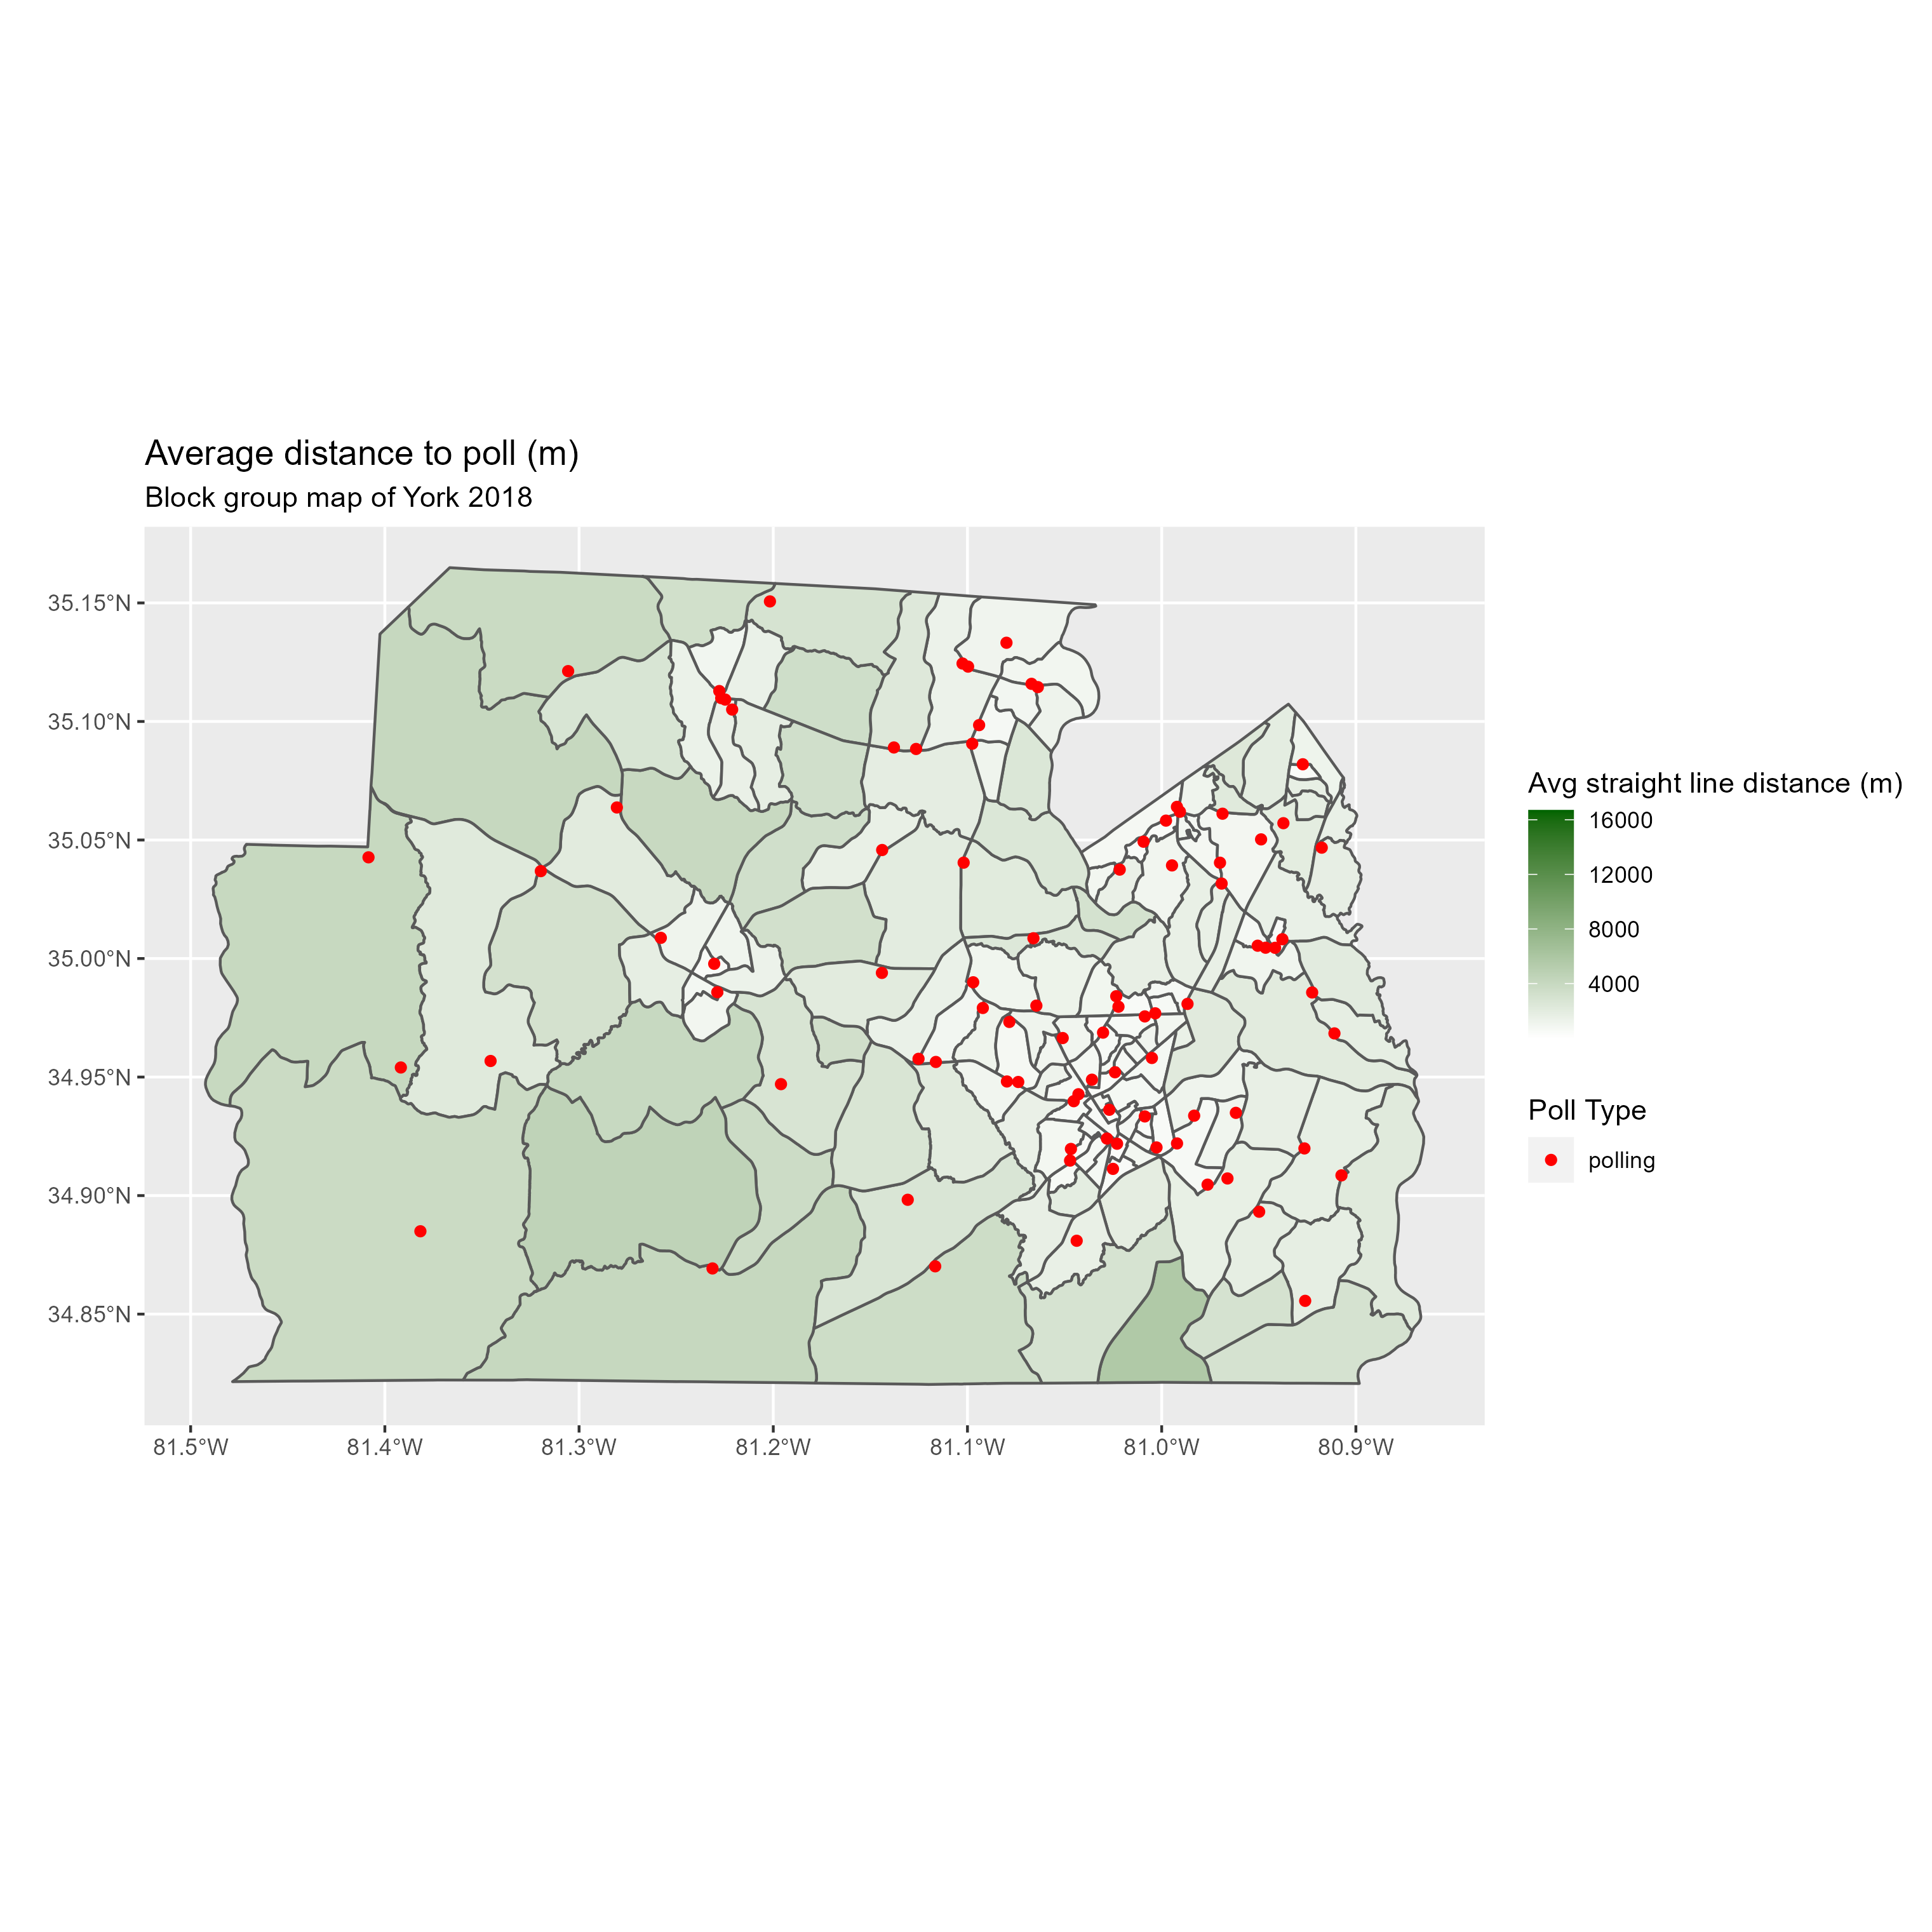 Average distance to poll (m)
Block group map of York 2018
35.15°N
35.10°N
35.05°N
35.00°N
34.95°N
34.90°N
34.85°N
81.5°W
81.4°W
81.3°W
81.2°W
81.1°W
81.0°W
80.9°W
Avg straight line distance (m)
16000
12000
8000
4000
Poll Type
polling